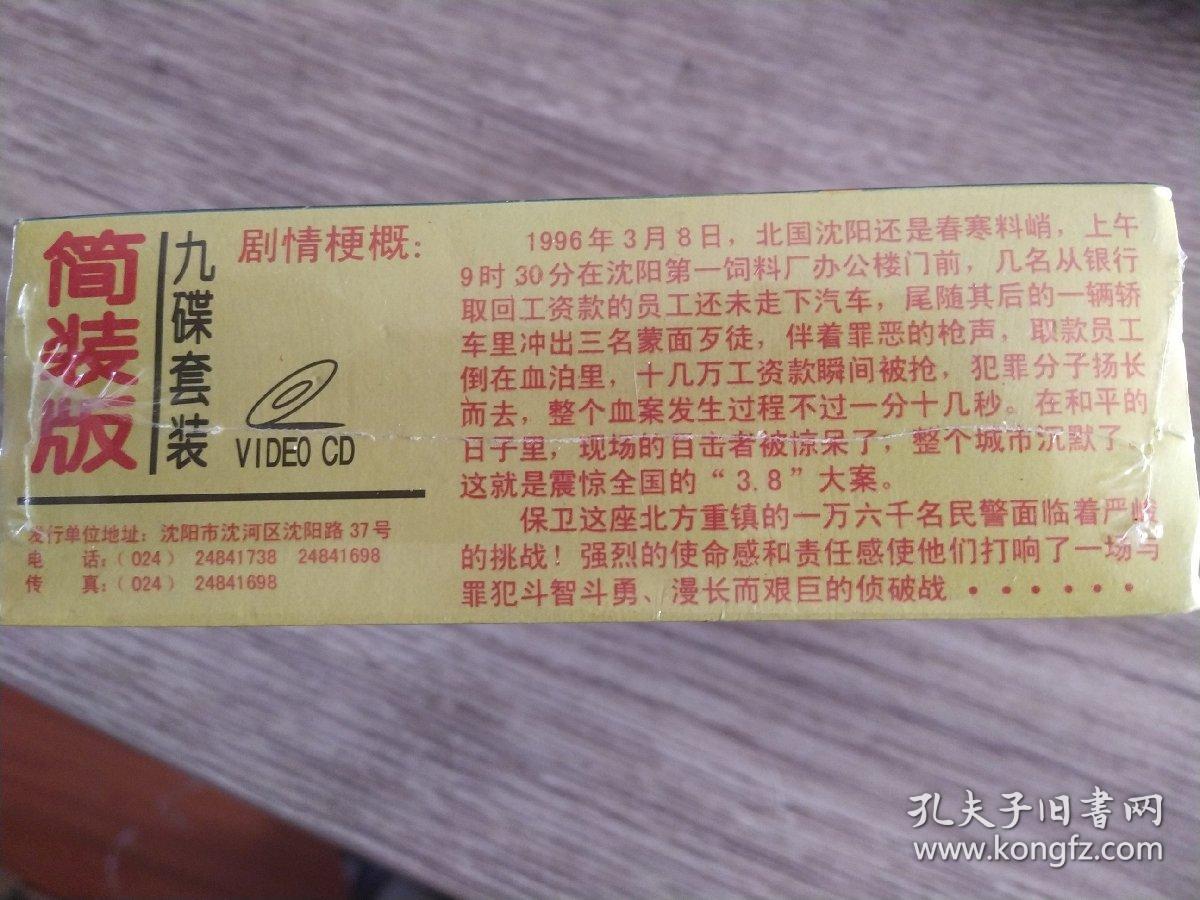 简装版
九碟套装
VIDEO CD
剧情梗概:
1996年3月8日，北国沈阳还是春寒料峭，上午
9时30分在沈阳第一饲料厂办公楼门前，几名从银行
取回工资款的员工还未走下汽车，尾随其后的一辆轿
车里冲出三名蒙面歹徒，伴着罪恶的枪声，取款员工
倒在血泊里，十几万工资款瞬间被抢，犯罪分子扬长
而去，整个血案发生过程不过一分十几秒。在和平的
日子里，现场的目击者被惊呆了，整个城市沉默了。
这就是震惊全国的“3.8”大案。
保卫这座北方重镇的一万六千名民警面临着严峻
的挑战！强烈的使命感和责任感使他们打响了一场与
罪犯斗智斗勇、漫长而艰巨的侦破战······
发行单位地址：沈阳市沈河区沈阳路37号
电 话：(024) 24841738 24841698
传 真：(024) 24841698
孔夫子旧书网
www.kongfz.com